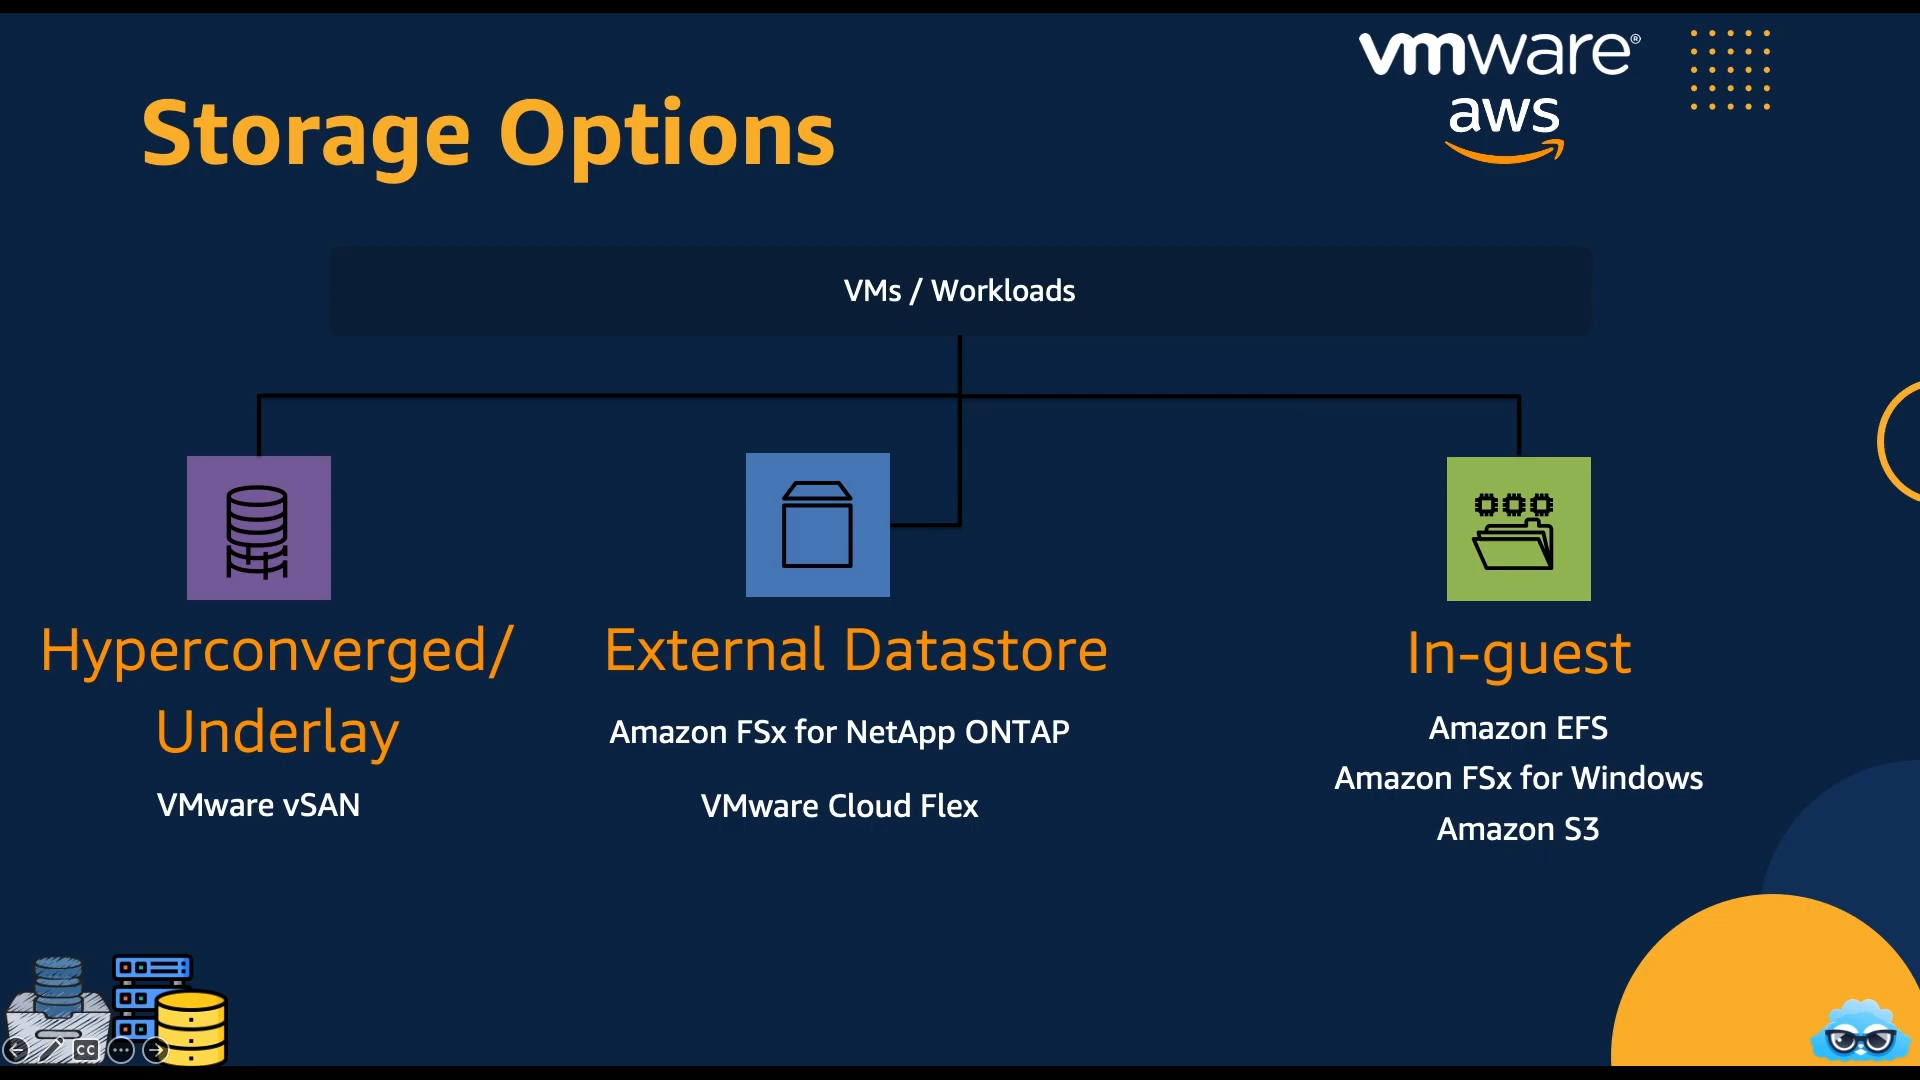 vmware®
aws
Storage Options
VMs / Workloads
Hyperconverged/
Underlay
VMware vSAN
External Datastore
Amazon FSx for NetApp ONTAP
VMware Cloud Flex
In-guest
Amazon EFS
Amazon FSx for Windows
Amazon S3
CC